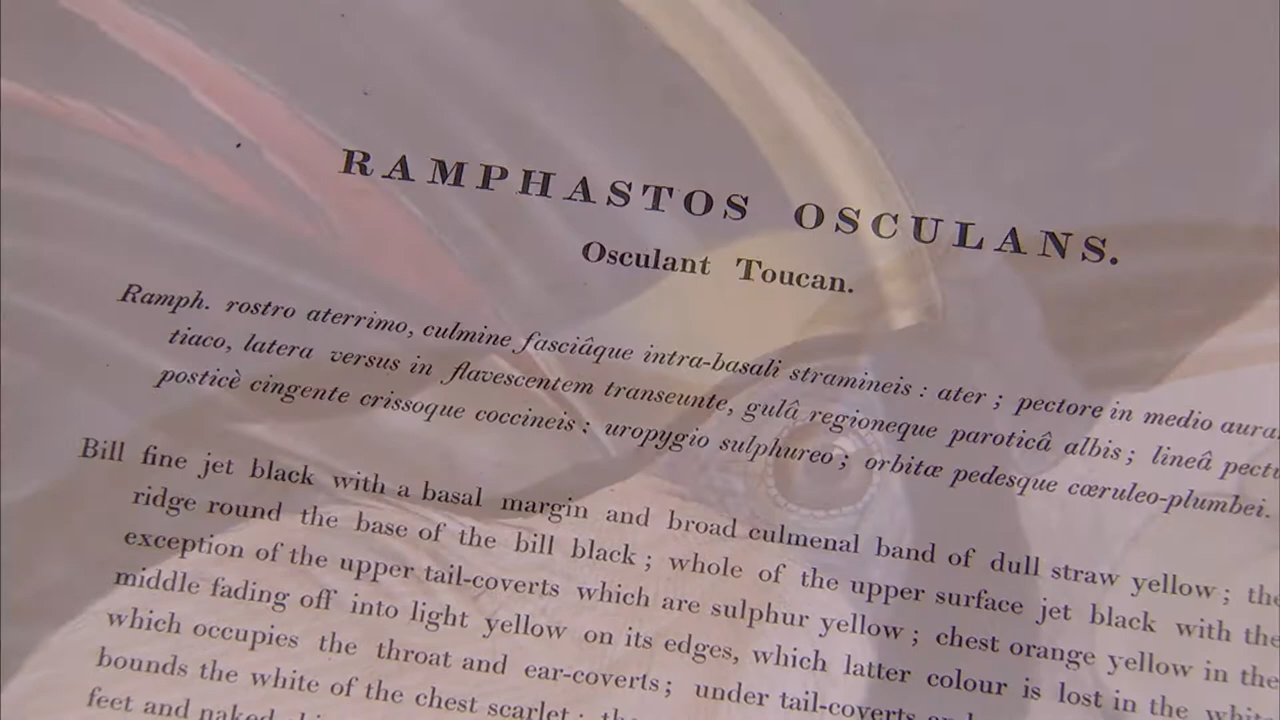 RAMPHASTOS OSCULANS.
Osculant Toucan.
Ramph. rostro aterrimo, culmine fasciâque intra-basali stramineis : ater ; pectore in medio
tiaco, latera versus in flavescentem transeunte, gulâ regioneque paroticâ albis ; lineâ
posticè cingente crissoque coccineis ; uropygio sulphureo ; orbitæ pedesque cœruleo-plumbei.
Bill fine jet black with a basal margin and broad culmenal band of dull straw yellow ; the
ridge round the base of the bill black ; whole of the upper surface jet black with the
exception of the upper tail-coverts which are sulphur yellow ; chest orange yellow in the
middle fading off into light yellow on its edges, which latter colour is lost in the
which occupies the throat and ear-coverts ; under tail-coverts
bounds the white of the chest scarlet ;
feet and